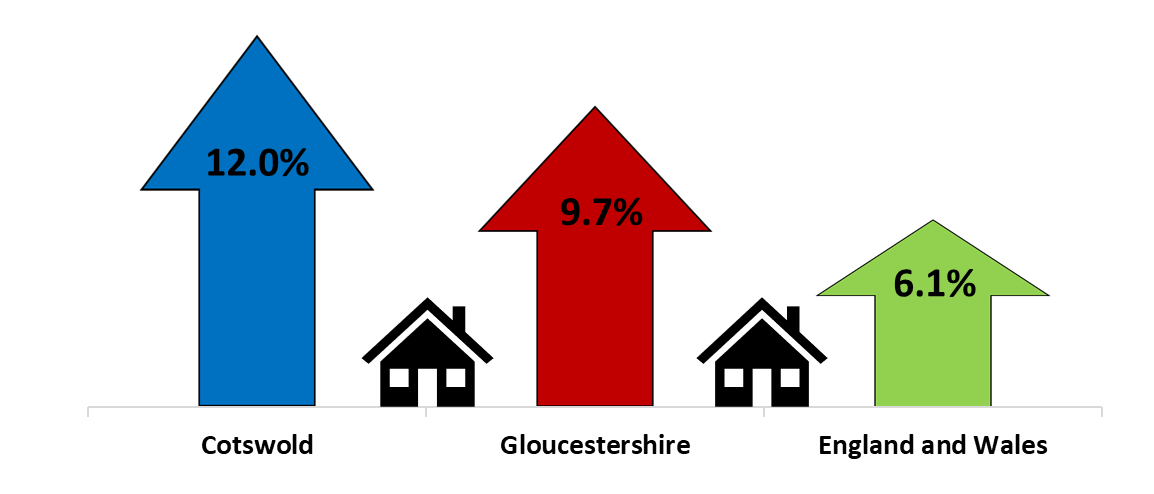 12.0%
9.7%
6.1%
Cotswold
Gloucestershire
England and Wales